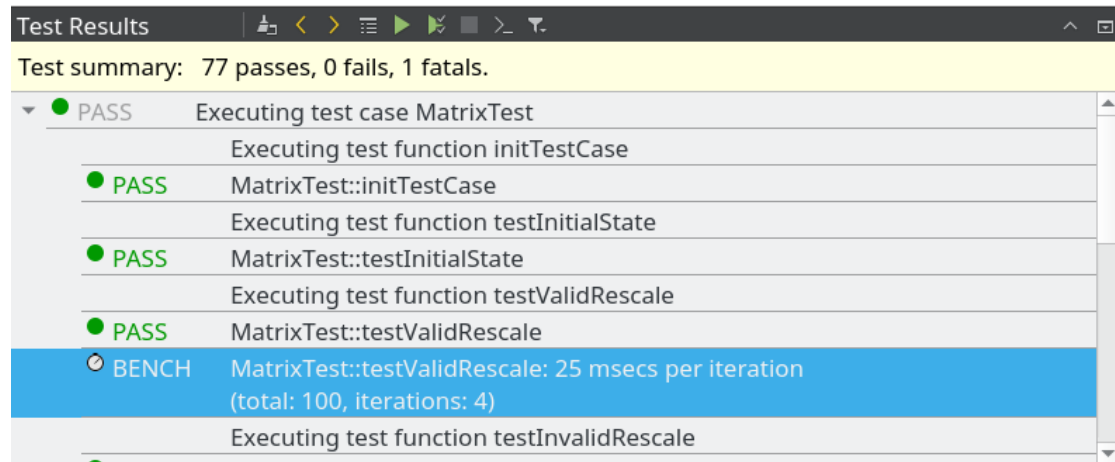 Test Results
Test summary: 77 passes, 0 fails, 1 fatals.
PASS Executing test case MatrixTest
Executing test function initTestCase
PASS MatrixTest::initTestCase
Executing test function testInitialState
PASS MatrixTest::testInitialState
Executing test function testValidRescale
PASS MatrixTest::testValidRescale
BENCH MatrixTest::testValidRescale: 25 msecs per iteration
(total: 100, iterations: 4)
Executing test function testInvalidRescale